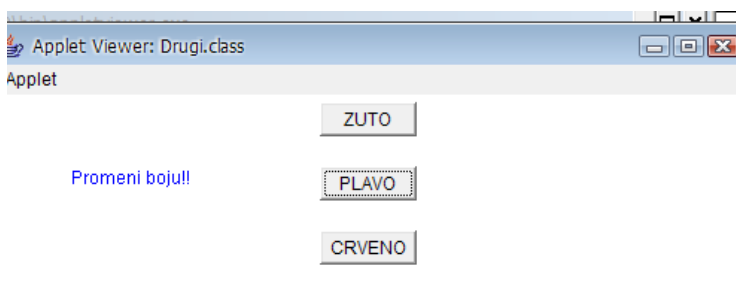 Applet Viewer: Drugi.class
Applet
ZUTO
Promeni boju!!
PLAVO
CRVENO